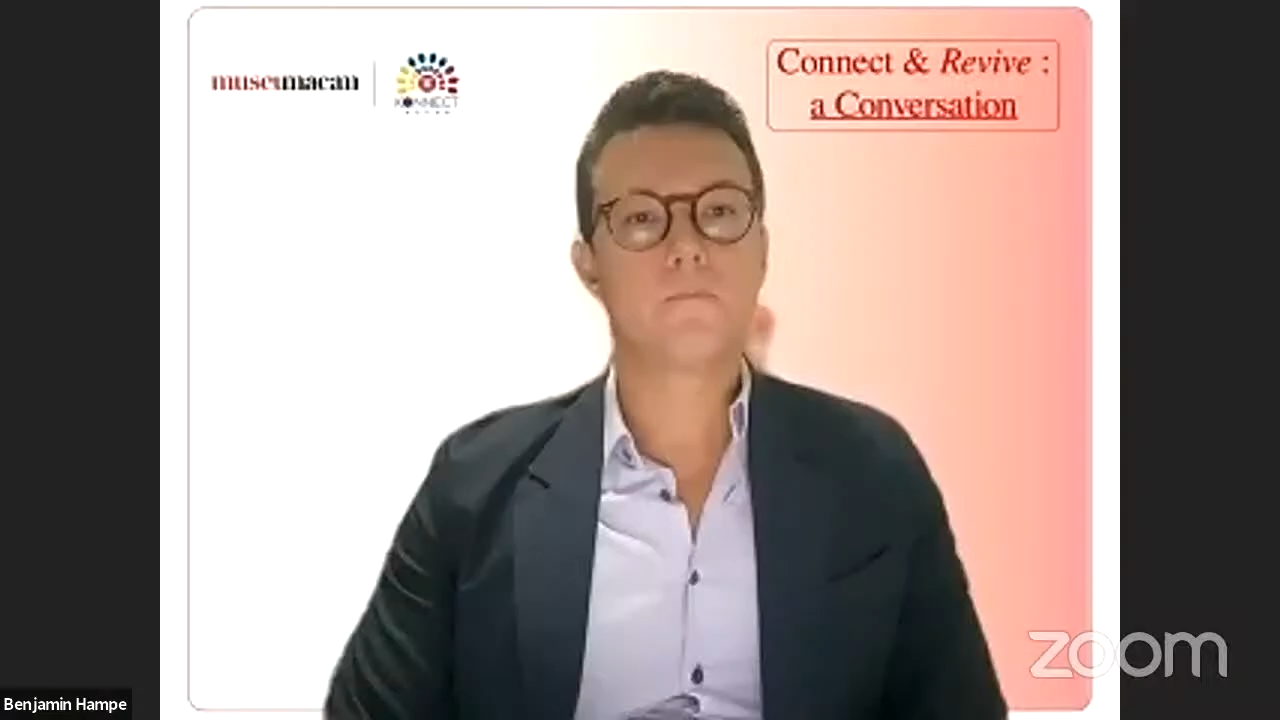 museumacan
KONNECT
Connect & Revive :
a Conversation
zoom
Benjamin Hampe